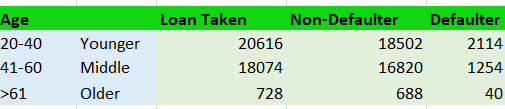 Age Loan Taken Non-Defaulter Defaulter
20-40 Younger 20616 18502 2114
41-60 Middle 18074 16820 1254
>61 Older 728 688 40